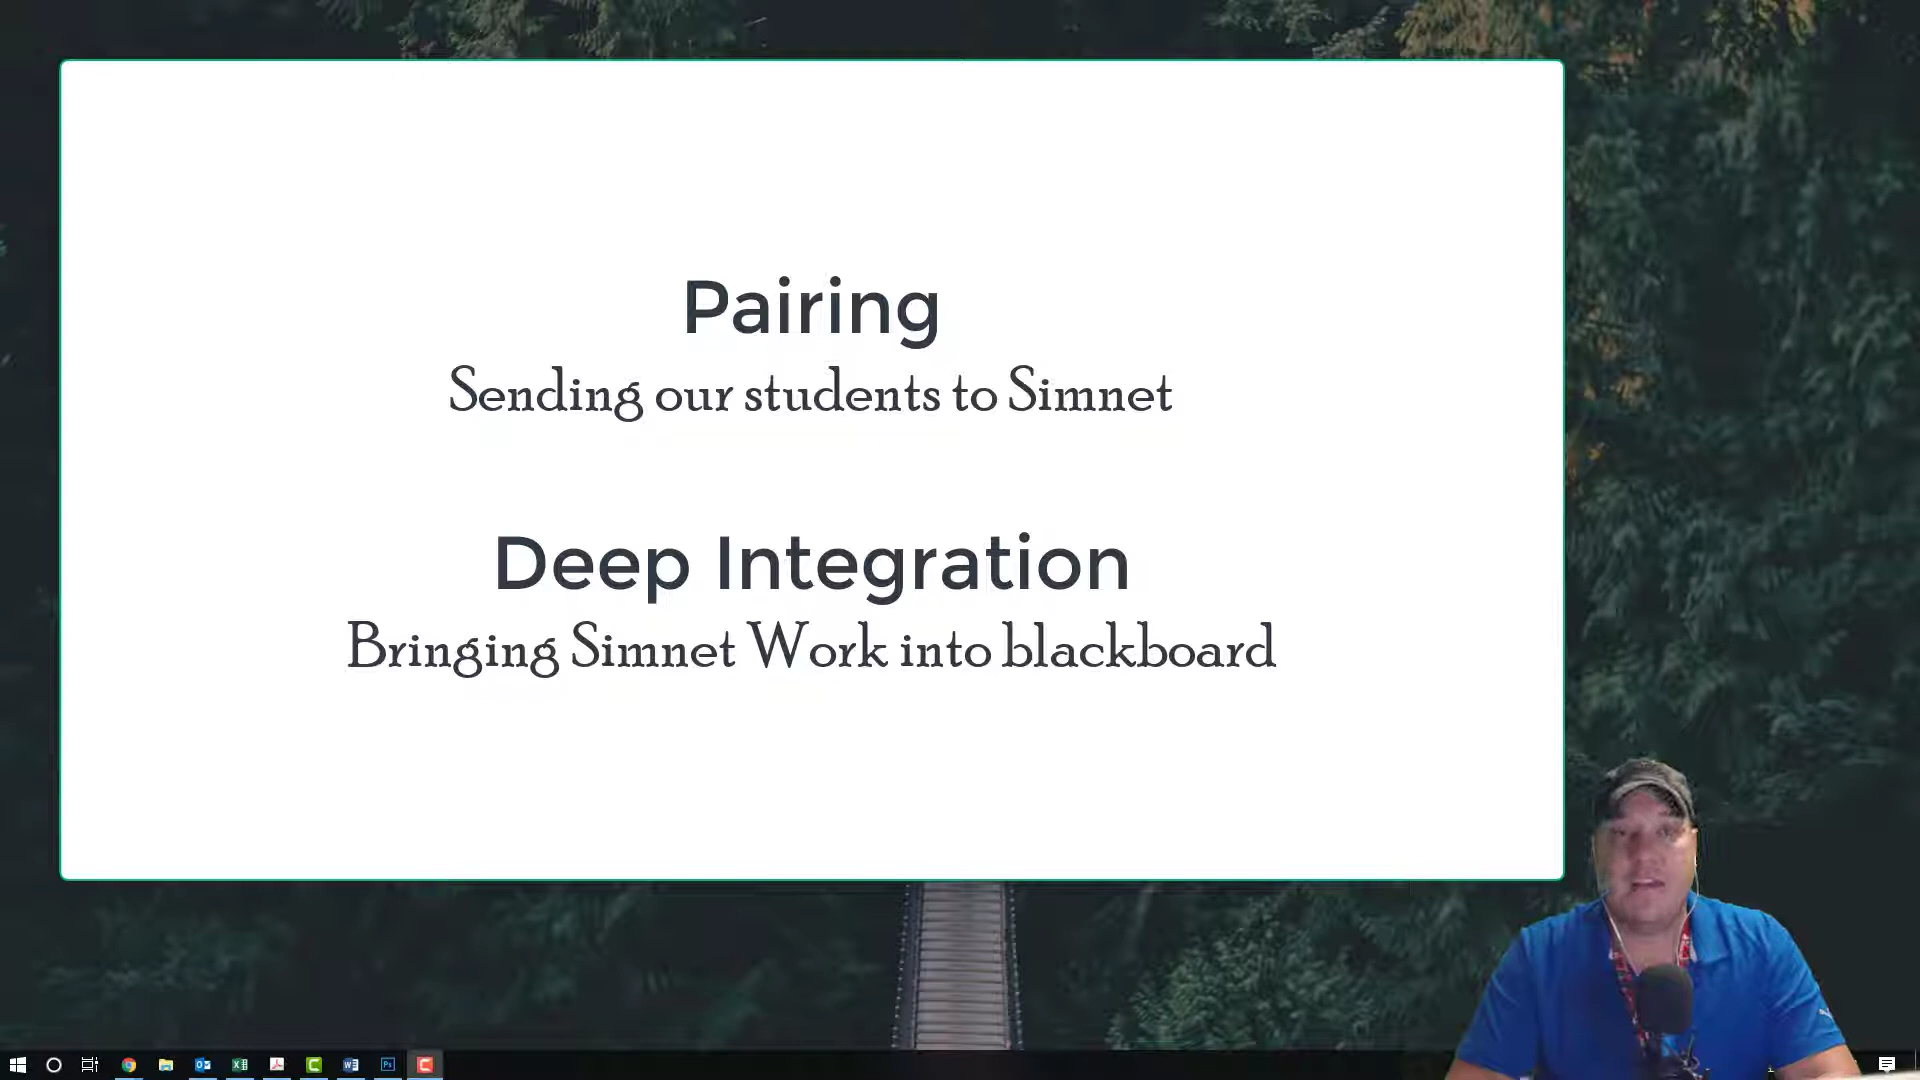 Pairing
Sending our students to Simnet
Deep Integration
Bringing Simnet Work into blackboard